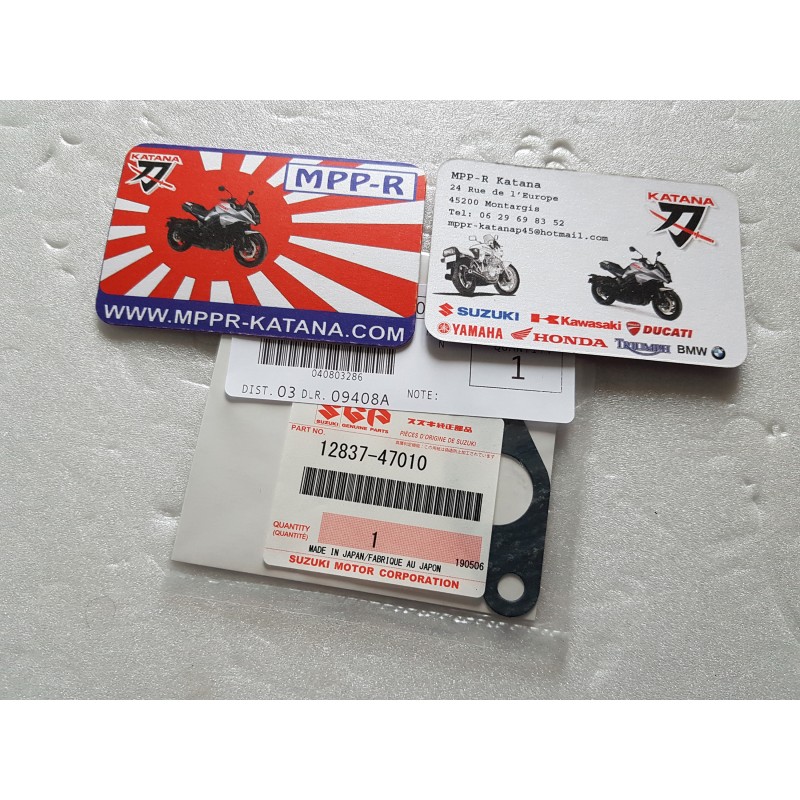 KATANA
刀
MPP-R
WWW.MPPR-KATANA.COM
MPP-R Katana
24 Rue de l'Europe
45200 Montargis
Tel: 06 29 69 83 52
mppr-katanap45@hotmail.com
KATANA
刀
SUZUKI Kawasaki DUCATI
YAMAHA HONDA TRIUMPH BMW
040803286
1
DIST. 03 DLR. 09408A NOTE:
SUZUKI GENUINE PARTS
スズキ純正部品
PIÈCES D'ORIGINE DE SUZUKI
PART NO.
12837-47010
QUANTITY
(QUANTITÉ)
1
MADE IN JAPAN/FABRIQUE AU JAPON
190506
SUZUKI MOTOR CORPORATION